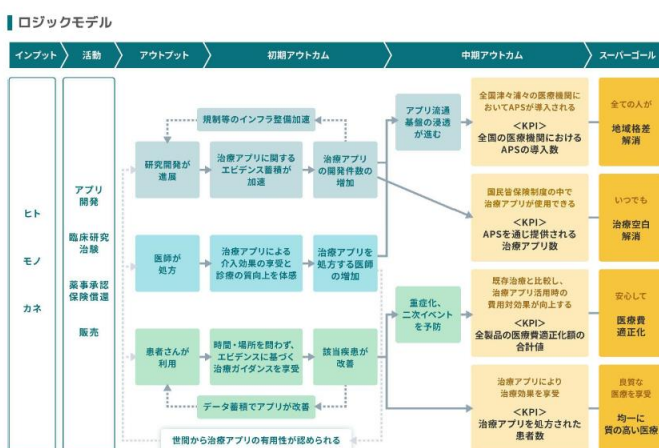 ロジックモデル
インプット
活動
アウトプット
初期アウトカム
中期アウトカム
スーパーゴール
ヒト
モノ
カネ
アプリ
開発
臨床研究
治験
薬事承認
保険償還
販売
規制等のインフラ整備加速
研究開発が
進展
治療アプリに関する
エビデンス蓄積が
加速
治療アプリ
の開発件数の
増加
医師が
処方
治療アプリによる
介入効果の享受と
診療の質向上を体感
治療アプリを
処方する医師
の増加
患者さんが
利用
時間・場所を問わず、
エビデンスに基づく
治療ガイダンスを享受
該当疾患が
改善
データ蓄積でアプリが改善
世間から治療アプリの有用性が認められる
アプリ流通
基盤の浸透
が進む
重症化、
二次イベント
を予防
全国津々浦々の医療機関に
おいてAPSが導入される
<KPI>
全国の医療機関における
APSの導入数
国民皆保険制度の中で
治療アプリが使用できる
<KPI>
APSを通じ提供される
治療アプリ数
既存治療と比較し、
治療アプリ活用時の
費用対効果が向上する
<KPI>
全製品の医療費適正化額の
合計値
治療アプリにより
治療効果を享受
<KPI>
治療アプリを処方された
患者数
全ての人が
地域格差
解消
いつでも
治療空白
解消
安心して
医療費
適正化
良質な
医療を享受
均一に
質の高い医療